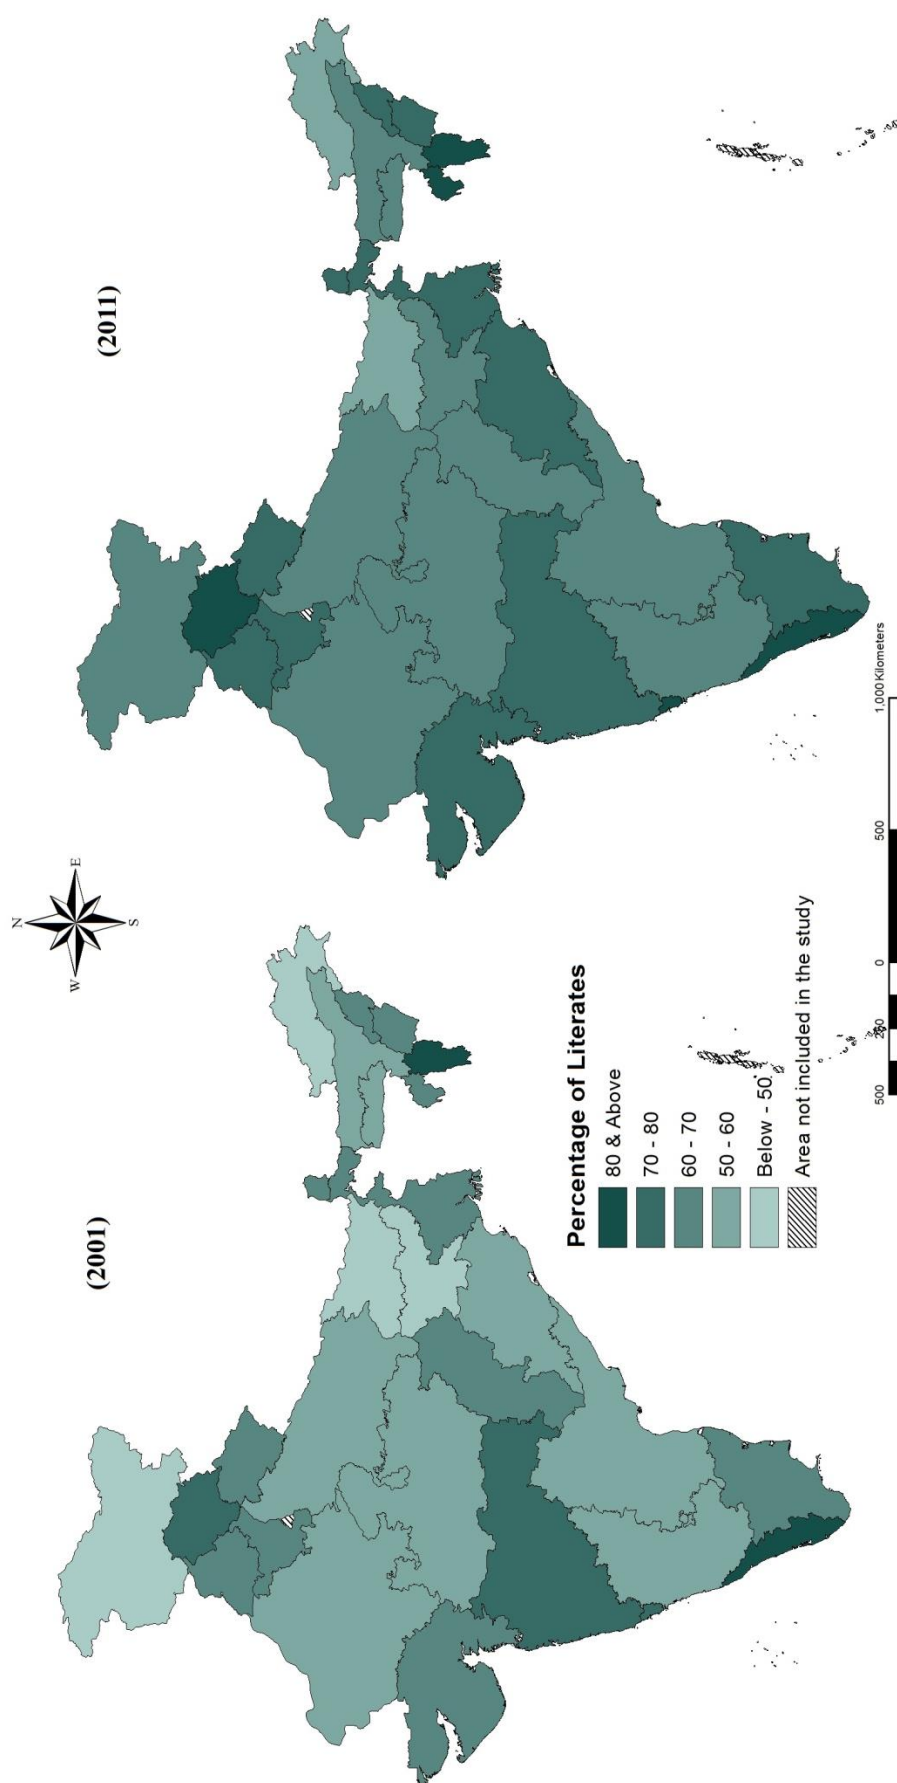 (2001)
(2011)
N
W
E
S
Percentage of Literates
80 & Above
70 - 80
60 - 70
50 - 60
Below - 50
Area not included in the study
500 250 0 500 1,000 Kilometers